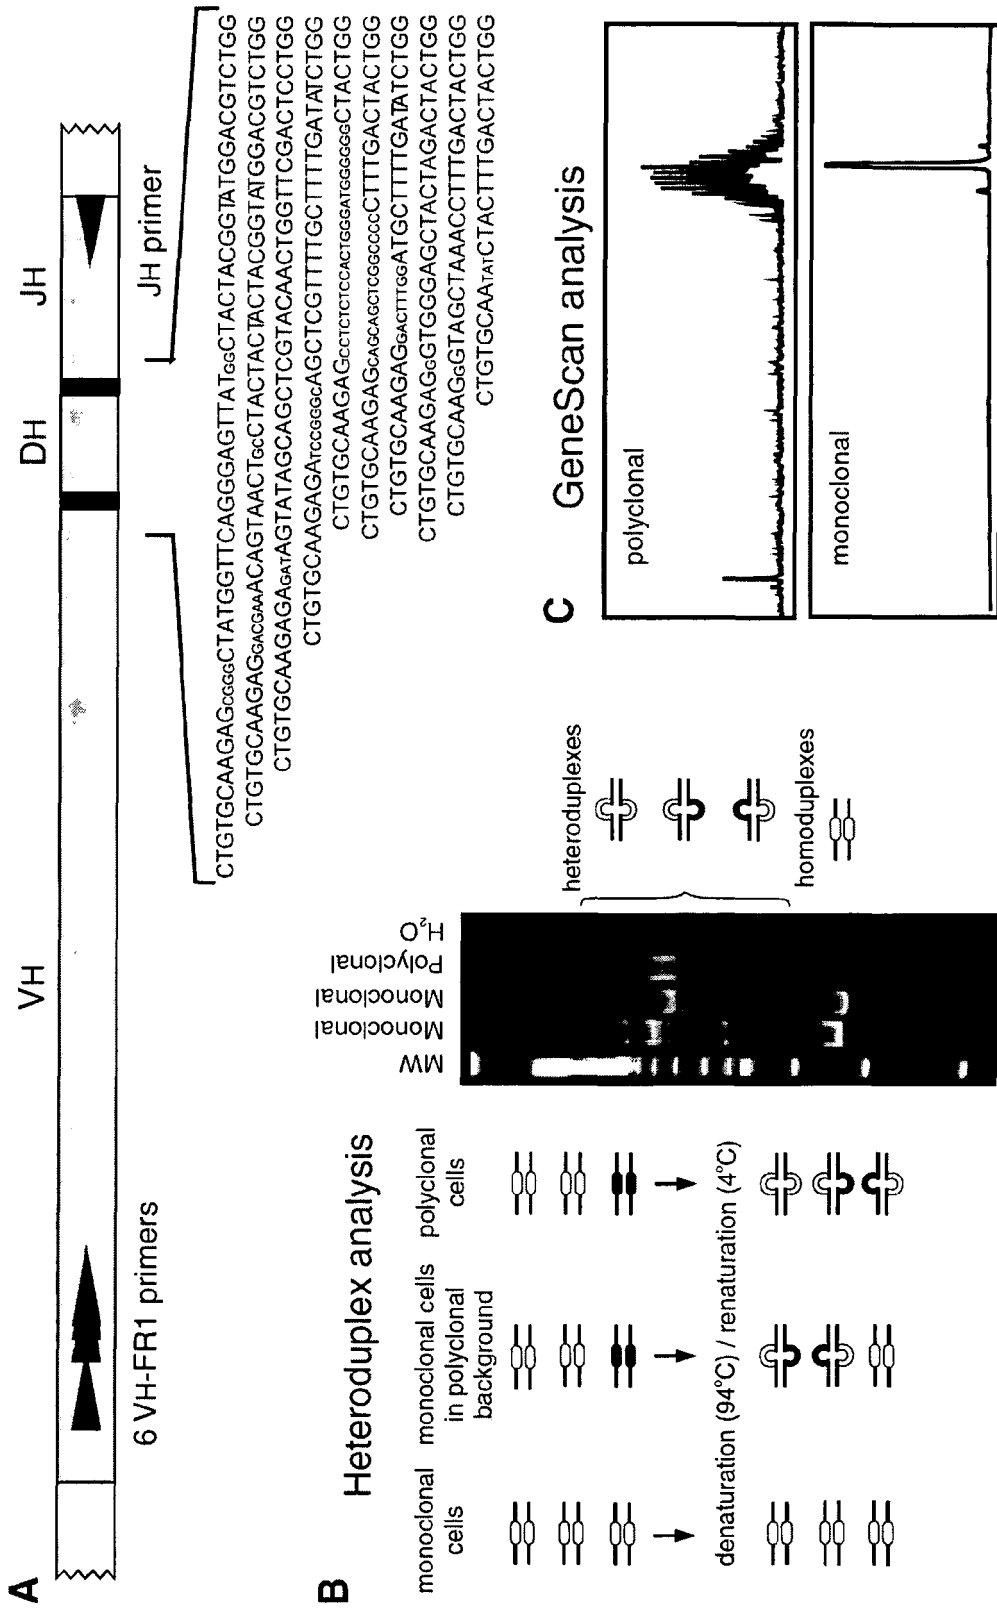 A
VH
DH
JH
6 VH-FR1 primers
JH primer
CTGTGCAAGAGCGGGCTATGGTTCAGGGAGTTATGGCTACTACGGTATGGACGTCTGG
CTGTGCAAGAGGACGAAACAGTAACTGCCTACTACTACTACGGTATGGACGTCTGG
CTGTGCAAGAGAGATAGTATAGCAGCTCGTACAACTGGTTCGACTCCTGG
CTGTGCAAGAGATCCGGGCAGCTCGTTTTGCTTTTGATATCTGG
CTGTGCAAGAGCCTCTCTCCACTGGGATGGGGGGCTACTGG
CTGTGCAAGAGCAGCAGCTCGGCCCCCTTTTGACTACTGG
CTGTGCAAGAGGACTTTGGATGCTTTTGATATCTGG
CTGTGCAAGAGGGTGGGAGCTACTAGACTACTGG
CTGTGCAAGGGTAGCTAAACCTTTGACTACTGG
CTGTGCAATATCTACTTTGACTACTGG
B
Heteroduplex analysis
monoclonal
cells
monoclonal cells
in polyclonal
background
polyclonal
cells
denaturation (94°C) / renaturation (4°C)
MW
Monoclonal
Monoclonal
Polyclonal
H₂O
heteroduplexes
homoduplexes
C
GeneScan analysis
polyclonal
monoclonal